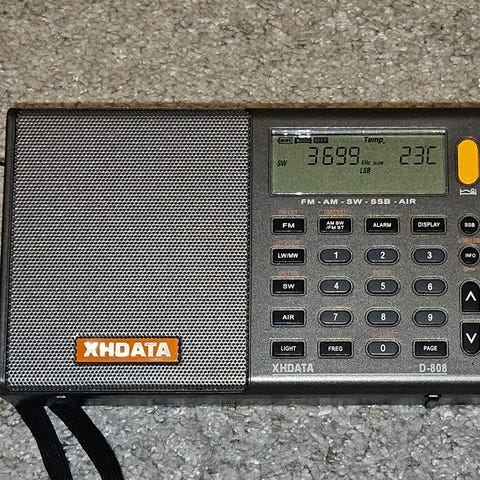 Temp.
SW 3699 KHz SLOW 23C
LSB
FM - AM - SW - SSB - AIR
FM AM BW /FM ST ALARM DISPLAY SSB
LW/MW 1 2 3 INFO
SW 4 5 6
AIR 7 8 9
LIGHT FREQ 0 PAGE
XHDATA
XHDATA D-808